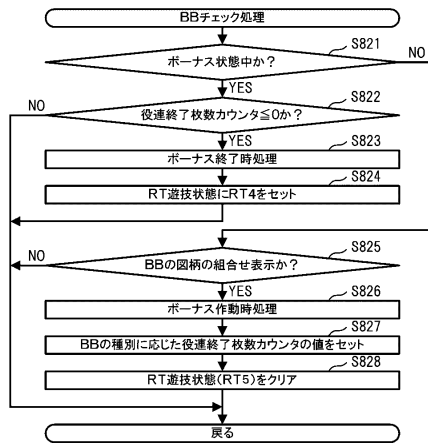 BBチェック処理
S821
ボーナス状態中か?
NO
YES
S822
NO
役連終了枚数カウンタ≦0か?
YES
S823
ボーナス終了時処理
S824
RT遊技状態にRT4をセット
S825
NO
BBの図柄の組合せ表示か?
YES
S826
ボーナス作動時処理
S827
BBの種別に応じた役連終了枚数カウンタの値をセット
S828
RT遊技状態(RT5)をクリア
戻る